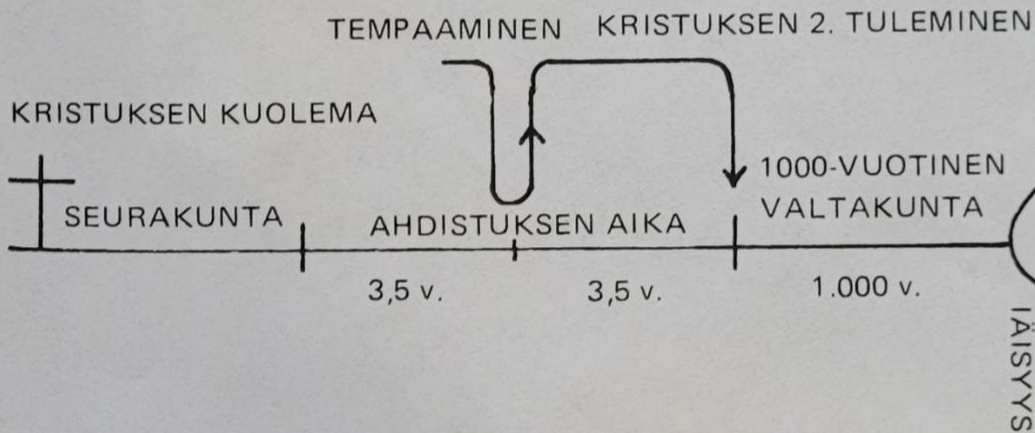 TEMPAAMINEN KRISTUKSEN 2. TULEMINEN
KRISTUKSEN KUOLEMA
1000-VUOTINEN
VALTAKUNTA
SEURAKUNTA
AHDISTUKSEN AIKA
3,5 v.
3,5 v.
1.000 v.
IÄISYYS